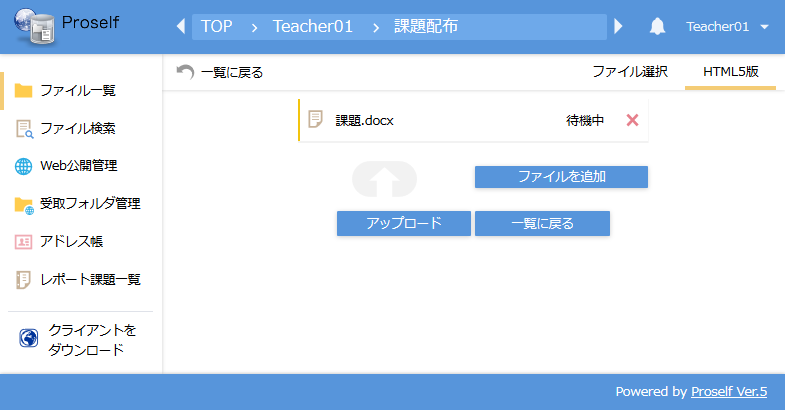 Proself
TOP
Teacher01
課題配布
Teacher01
ファイル一覧
ファイル検索
Web公開管理
受取フォルダ管理
アドレス帳
レポート課題一覧
クライアントを
ダウンロード
一覧に戻る
ファイル選択
HTML5版
課題.docx
待機中
ファイルを追加
アップロード
一覧に戻る
Powered by Proself Ver.5